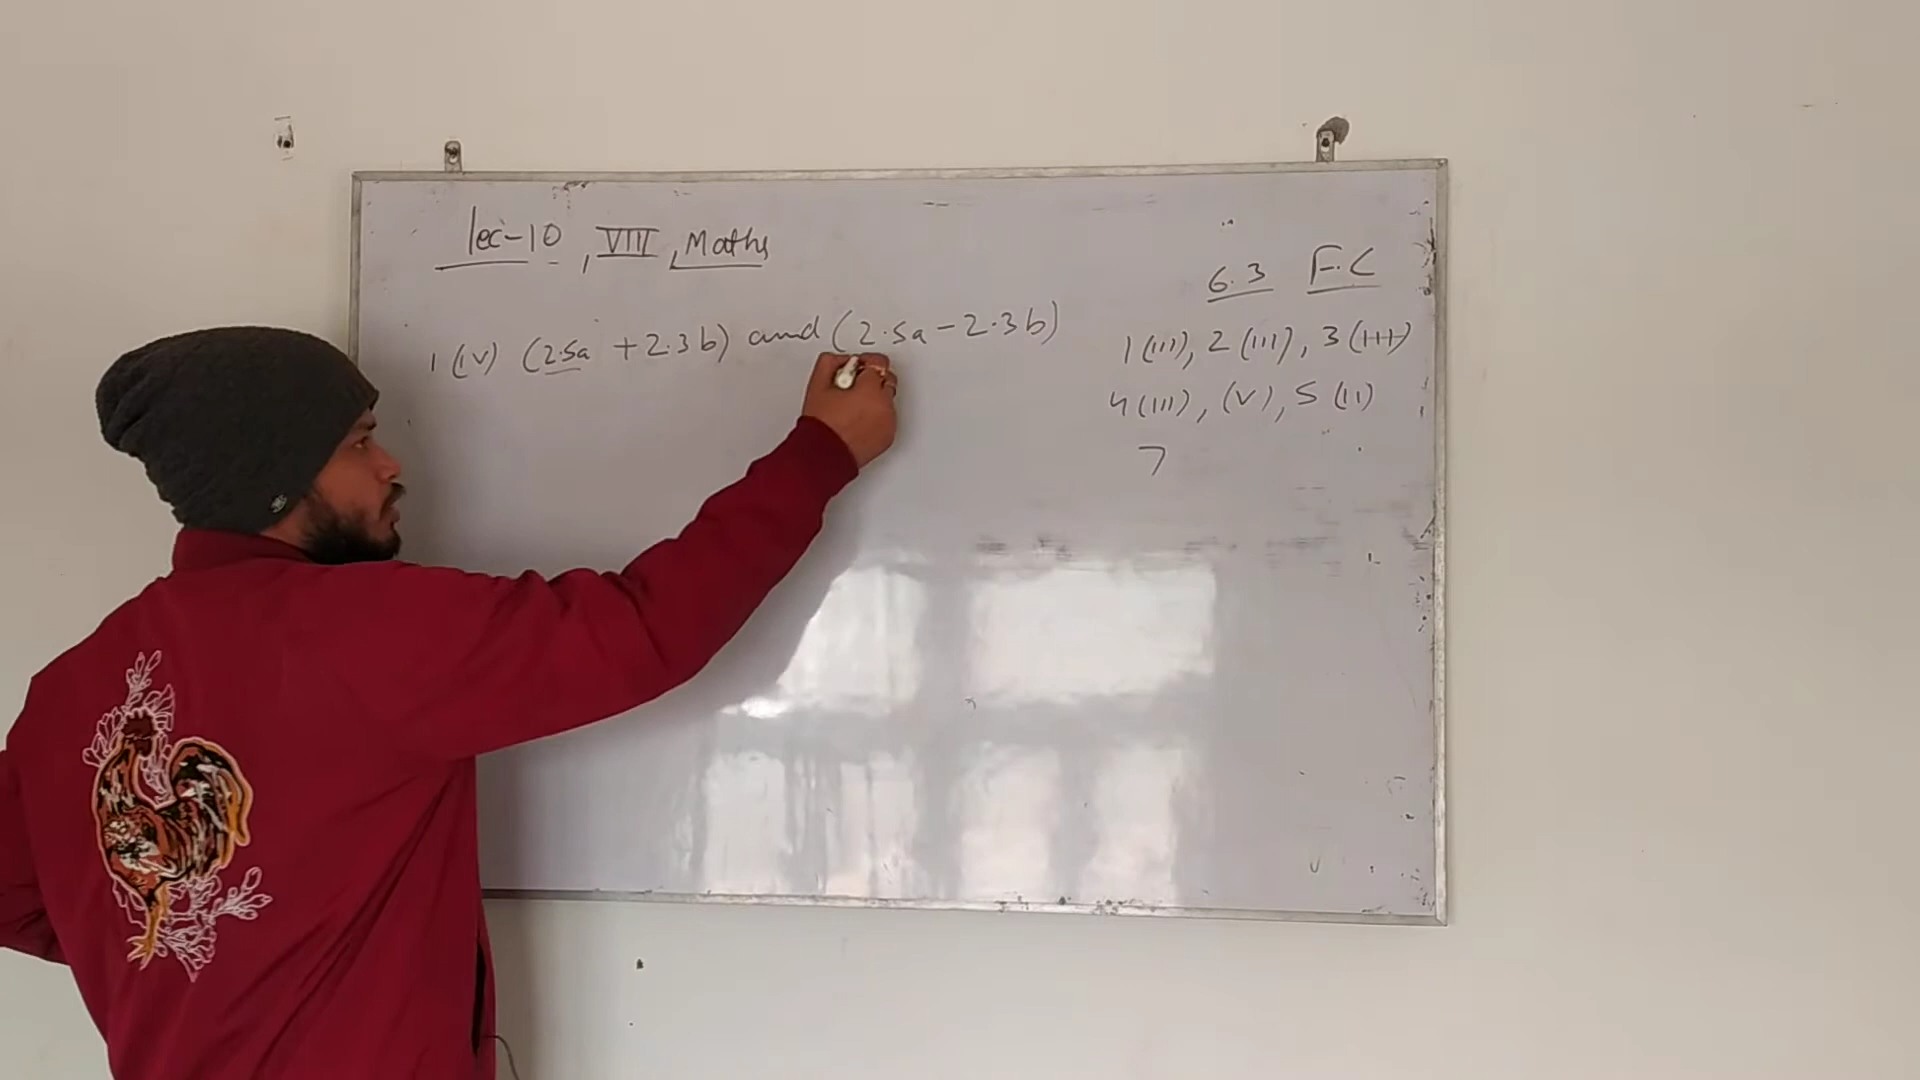 lec-10, VIII, Maths
1 (iv) (2.5a + 2.3b) and (2.5a - 2.3b)
6.3 F.C
1 (iii), 2 (iii), 3 (iii)
4 (iii), (v), 5 (ii)
7